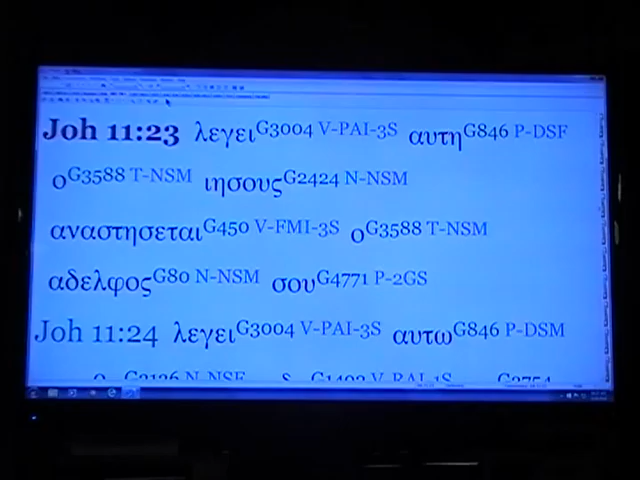 Joh 11:23 λεγει G3004 V-PAI-3S αυτη G846 P-DSF
ο G3588 T-NSM ιησους G2424 N-NSM
αναστησεται G450 V-FMI-3S ο G3588 T-NSM
αδελφος G80 N-NSM σου G4771 P-2GS
Joh 11:24 λεγει G3004 V-PAI-3S αυτω G846 P-DSM